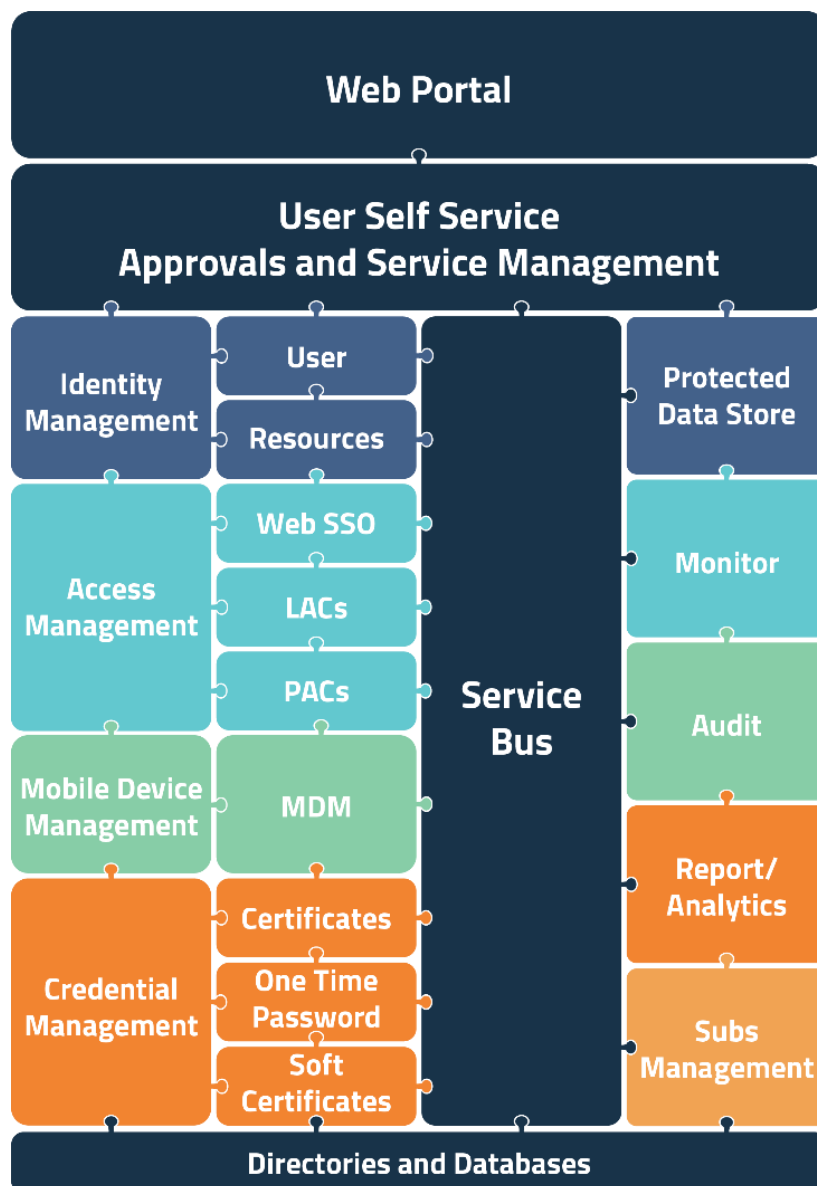 Web Portal
User Self Service
Approvals and Service Management
Identity
Management
User
Resources
Access
Management
Web SSO
LACs
PACs
Mobile Device
Management
MDM
Credential
Management
Certificates
One Time
Password
Soft
Certificates
Service
Bus
Protected
Data Store
Monitor
Audit
Report/
Analytics
Subs
Management
Directories and Databases